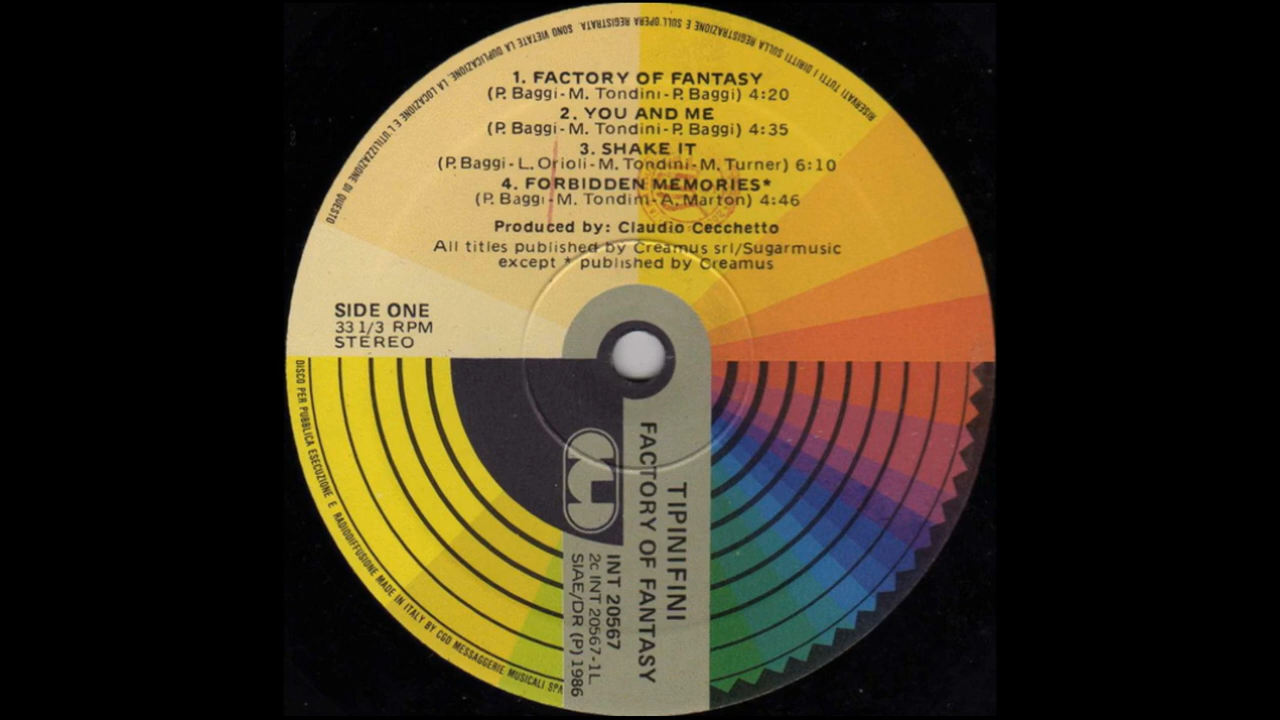 RISERVATI TUTTI I DIRITTI SULLA REGISTRAZIONE E SULL'OPERA REGISTRATA. SONO VIETATE LA DUPLICAZIONE, LA LOCAZIONE E L'UTILIZZAZIONE DI QUESTO
DISCO PER PUBBLICA ESECUZIONE E RADIODIFFUSIONE MADE IN ITALY BY CGD MESSAGGERIE MUSICALI SPA
1. FACTORY OF FANTASY
(P. Baggi-M. Tondini-P. Baggi) 4:20
2. YOU AND ME
(P. Baggi-M. Tondini-P. Baggi) 4:35
3. SHAKE IT
(P. Baggi-L. Orioli-M. Tondini-M. Turner) 6:10
4. FORBIDDEN MEMORIES*
(P. Baggi-M. Tondini-A. Marton) 4:46
Produced by: Claudio Cecchetto
All titles published by Creamus srl/Sugarmusic
except * published by Creamus
SIDE ONE
33 1/3 RPM
STEREO
TIPINIFINI
FACTORY OF FANTASY
INT 20567
2c INT 20567-1L
SIAE/DR (P) 1986